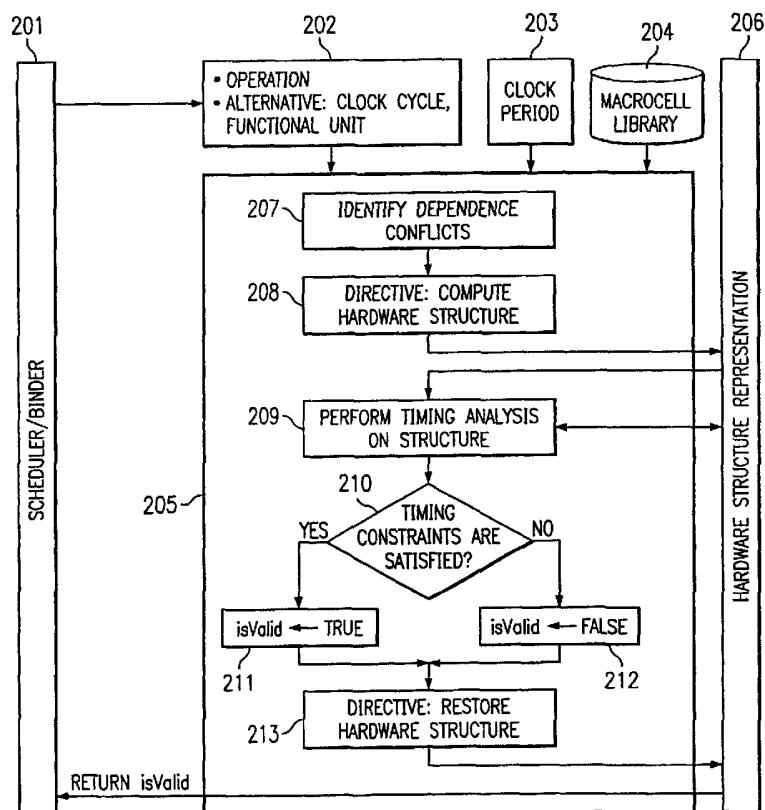 201
202
203
204
206
• OPERATION
• ALTERNATIVE: CLOCK CYCLE,
FUNCTIONAL UNIT
CLOCK
PERIOD
MACROCELL
LIBRARY
207
IDENTIFY DEPENDENCE
CONFLICTS
208
DIRECTIVE: COMPUTE
HARDWARE STRUCTURE
SCHEDULER/BINDER
HARDWARE STRUCTURE REPRESENTATION
209
PERFORM TIMING ANALYSIS
ON STRUCTURE
205
210
TIMING
CONSTRAINTS ARE
SATISFIED?
YES
NO
isValid ← TRUE
isValid ← FALSE
211
212
213
DIRECTIVE: RESTORE
HARDWARE STRUCTURE
RETURN isValid